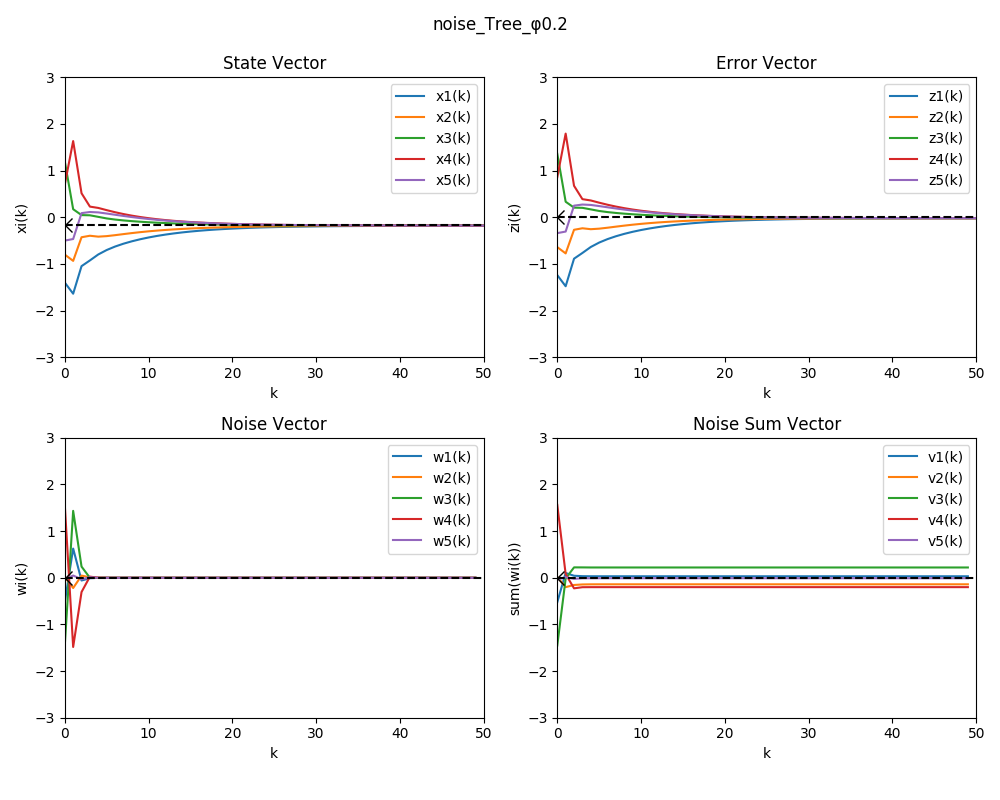 noise_Tree_φ0.2
State Vector
3
2
1
0
−1
−2
−3
xi(k)
0 10 20 30 40 50
k
x1(k)
x2(k)
x3(k)
x4(k)
x5(k)
Error Vector
3
2
1
0
−1
−2
−3
zi(k)
0 10 20 30 40 50
k
z1(k)
z2(k)
z3(k)
z4(k)
z5(k)
Noise Vector
3
2
1
0
−1
−2
−3
wi(k)
0 10 20 30 40 50
k
w1(k)
w2(k)
w3(k)
w4(k)
w5(k)
Noise Sum Vector
3
2
1
0
−1
−2
−3
sum(wi(k))
0 10 20 30 40 50
k
v1(k)
v2(k)
v3(k)
v4(k)
v5(k)